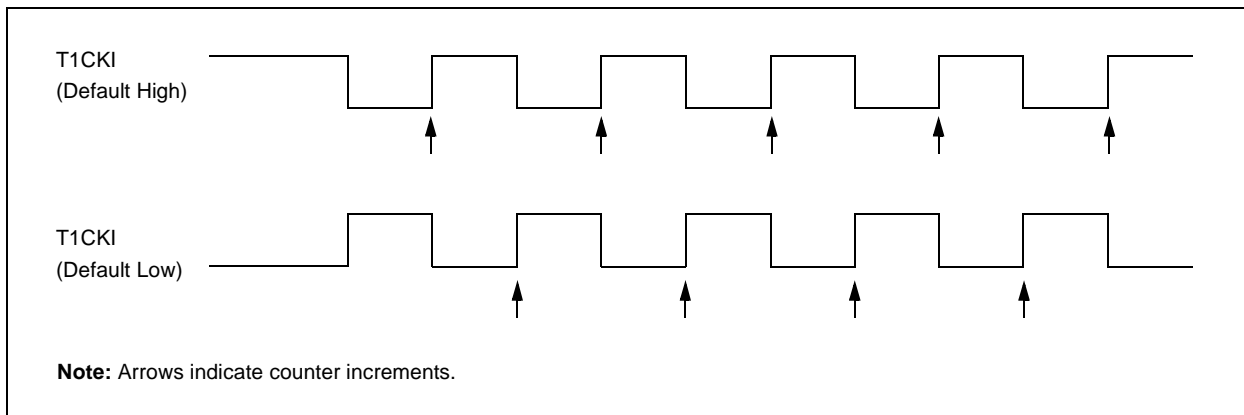 T1CKI
(Default High)
T1CKI
(Default Low)
Note: Arrows indicate counter increments.